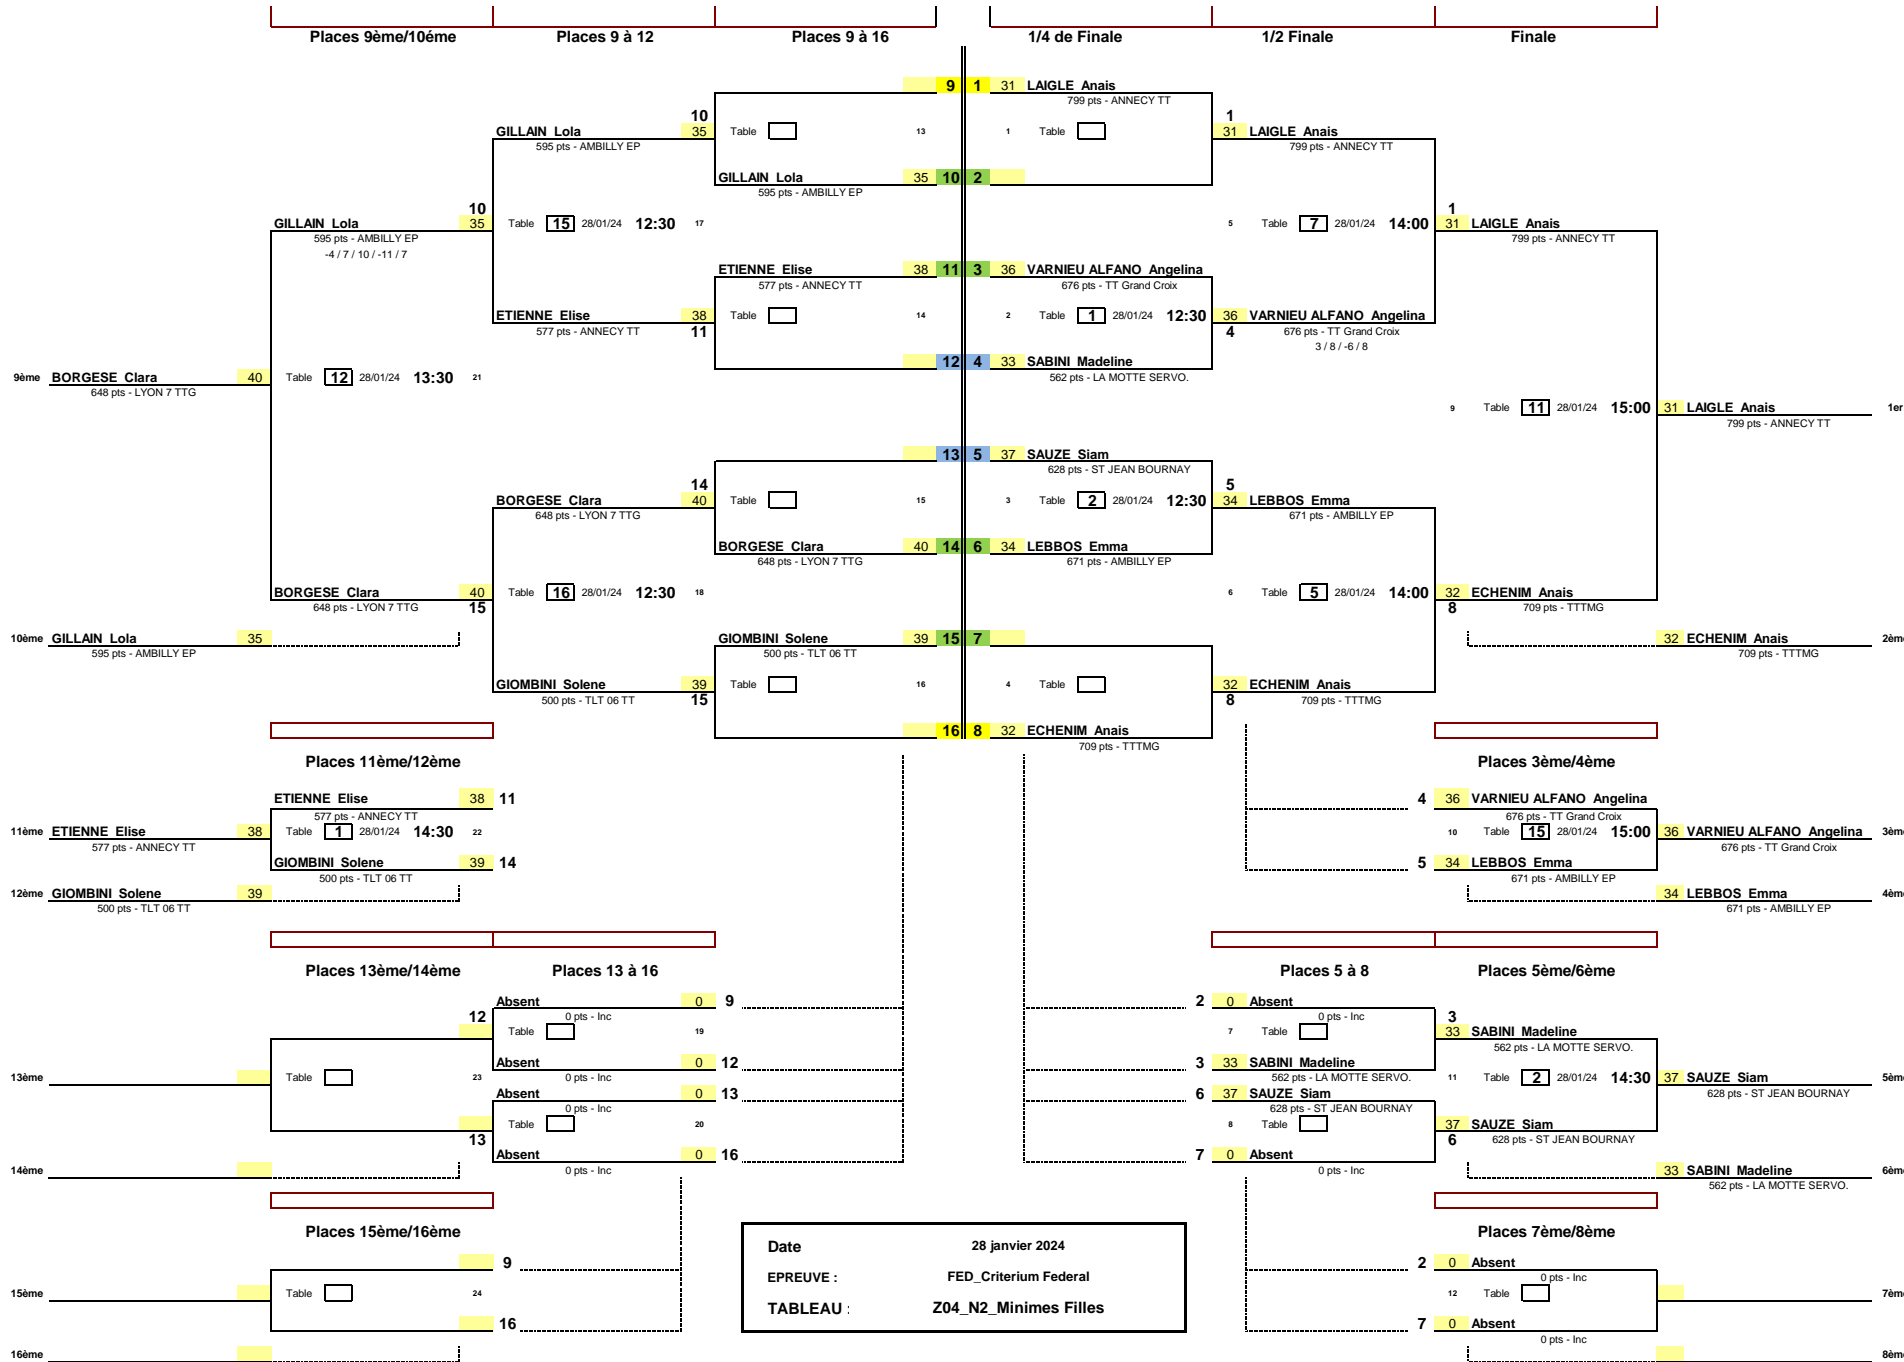 Places 9ème/10éme Places 9 à 12 Places 9 à 16 1/4 de Finale 1/2 Finale Finale
9 1 31 LAIGLE Anais
799 pts - ANNECY TT
10 1
GILLAIN Lola 35 Table 13 1 Table 31 LAIGLE Anais
595 pts - AMBILLY EP 799 pts - ANNECY TT
GILLAIN Lola 35 10 2
595 pts - AMBILLY EP
10 1
GILLAIN Lola 35 Table 15 28/01/24 12:30 17 5 Table 7 28/01/24 14:00 31 LAIGLE Anais
595 pts - AMBILLY EP 799 pts - ANNECY TT
-4 / 7 / 10 / -11 / 7
ETIENNE Elise 38 11 3 36 VARNIEU ALFANO Angelina
577 pts - ANNECY TT 676 pts - TT Grand Croix
ETIENNE Elise 38 Table 14 2 Table 1 28/01/24 12:30 36 VARNIEU ALFANO Angelina
577 pts - ANNECY TT 11 4 676 pts - TT Grand Croix
3 / 8 / -6 / 8
12 4 33 SABINI Madeline
562 pts - LA MOTTE SERVO.
9ème BORGESE Clara 40 Table 12 28/01/24 13:30 21
648 pts - LYON 7 TTG
9 Table 11 28/01/24 15:00 31 LAIGLE Anais 1er
799 pts - ANNECY TT
13 5 37 SAUZE Siam
628 pts - ST JEAN BOURNAY
14 5
BORGESE Clara 40 Table 15 3 Table 2 28/01/24 12:30 34 LEBBOS Emma
648 pts - LYON 7 TTG 671 pts - AMBILLY EP
BORGESE Clara 40 14 6 34 LEBBOS Emma
648 pts - LYON 7 TTG 671 pts - AMBILLY EP
BORGESE Clara 40 Table 16 28/01/24 12:30 18 6 Table 5 28/01/24 14:00 32 ECHENIM Anais
648 pts - LYON 7 TTG 15 8 709 pts - TTTMG
10ème GILLAIN Lola 35 GIOMBINI Solene 39 15 7 32 ECHENIM Anais 2ème
595 pts - AMBILLY EP 500 pts - TLT 06 TT 709 pts - TTTMG
GIOMBINI Solene 39 Table 16 4 Table 32 ECHENIM Anais
500 pts - TLT 06 TT 15 8 709 pts - TTTMG
16 8 32 ECHENIM Anais
709 pts - TTTMG
Places 11ème/12ème Places 3ème/4ème
ETIENNE Elise 38 11 4 36 VARNIEU ALFANO Angelina
577 pts - ANNECY TT 676 pts - TT Grand Croix
11ème ETIENNE Elise 38 Table 1 28/01/24 14:30 22 10 Table 15 28/01/24 15:00 36 VARNIEU ALFANO Angelina 3ème
577 pts - ANNECY TT 676 pts - TT Grand Croix
GIOMBINI Solene 39 14 5 34 LEBBOS Emma
500 pts - TLT 06 TT 671 pts - AMBILLY EP
12ème GIOMBINI Solene 39 34 LEBBOS Emma 4ème
500 pts - TLT 06 TT 671 pts - AMBILLY EP
Places 13ème/14ème Places 13 à 16 Places 5 à 8 Places 5ème/6ème
Absent 0 9 2 0 Absent
0 pts - Inc 0 pts - Inc
12 Table 19 7 Table 3 33 SABINI Madeline
562 pts - LA MOTTE SERVO.
Absent 0 12 3 33 SABINI Madeline
0 pts - Inc 562 pts - LA MOTTE SERVO.
13ème Table 23 11 Table 2 28/01/24 14:30 37 SAUZE Siam 5ème
628 pts - ST JEAN BOURNAY
Absent 0 13 6 37 SAUZE Siam
0 pts - Inc 628 pts - ST JEAN BOURNAY
13 Table 20 8 Table 37 SAUZE Siam
6 628 pts - ST JEAN BOURNAY
Absent 0 16 7 0 Absent
0 pts - Inc 0 pts - Inc
14ème 33 SABINI Madeline 6ème
562 pts - LA MOTTE SERVO.
Places 15ème/16ème Places 7ème/8ème
Date 28 janvier 2024
9 2 0 Absent
0 pts - Inc
EPREUVE : FED_Criterium Federal
15ème Table 24 12 Table 7ème
TABLEAU : Z04_N2_Minimes Filles
16 7 0 Absent
0 pts - Inc
16ème 8ème